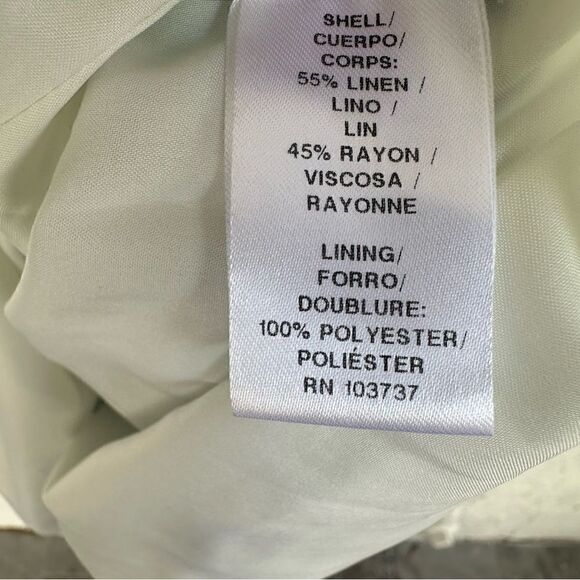 SHELL/
CUERPO/
CORPS:
55% LINEN /
LINO /
LIN
45% RAYON /
VISCOSA /
RAYONNE
LINING/
FORRO/
DOUBLURE:
100% POLYESTER/
POLIÉSTER
RN 103737